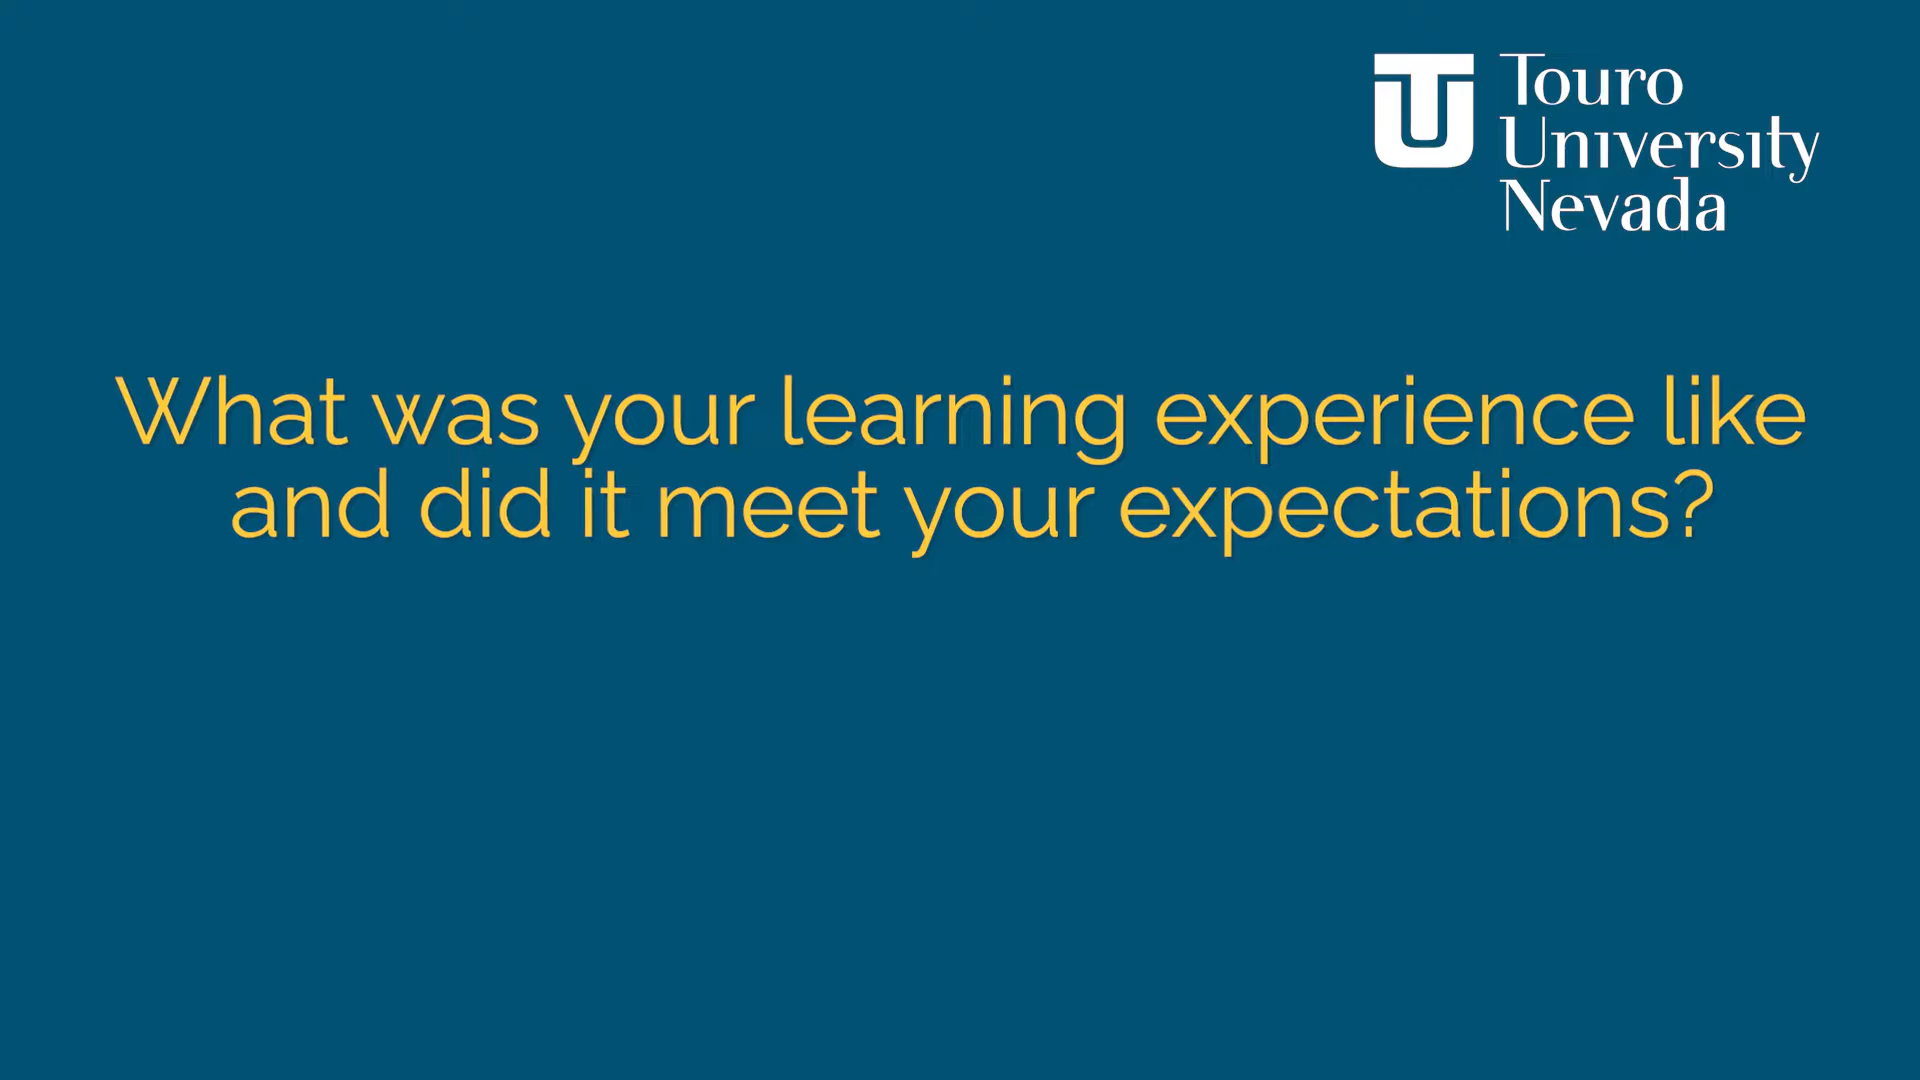 Touro
University
Nevada
What was your learning experience like
and did it meet your expectations?